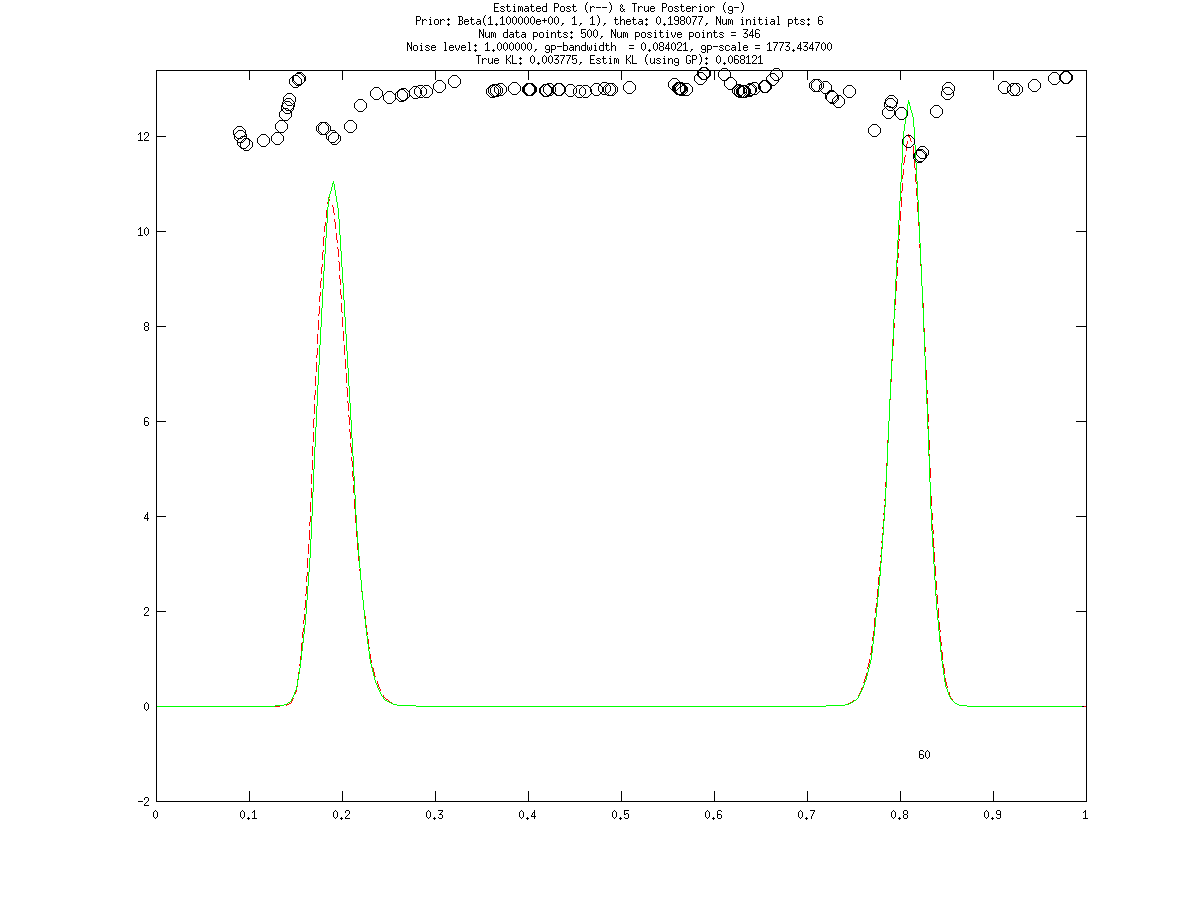 Estimated Post (r--) & True Posterior (g-)
Prior: Beta(1.100000e+00, 1, 1), theta: 0.198077, Num initial pts: 6
Num data points: 500, Num positive points = 346
Noise level: 1.000000, gp-bandwidth  = 0.084021, gp-scale = 1773.434700
True KL: 0.003775, Estim KL (using GP): 0.068121
12
10
8
6
4
2
0
60
-2
0 0.1 0.2 0.3 0.4 0.5 0.6 0.7 0.8 0.9 1